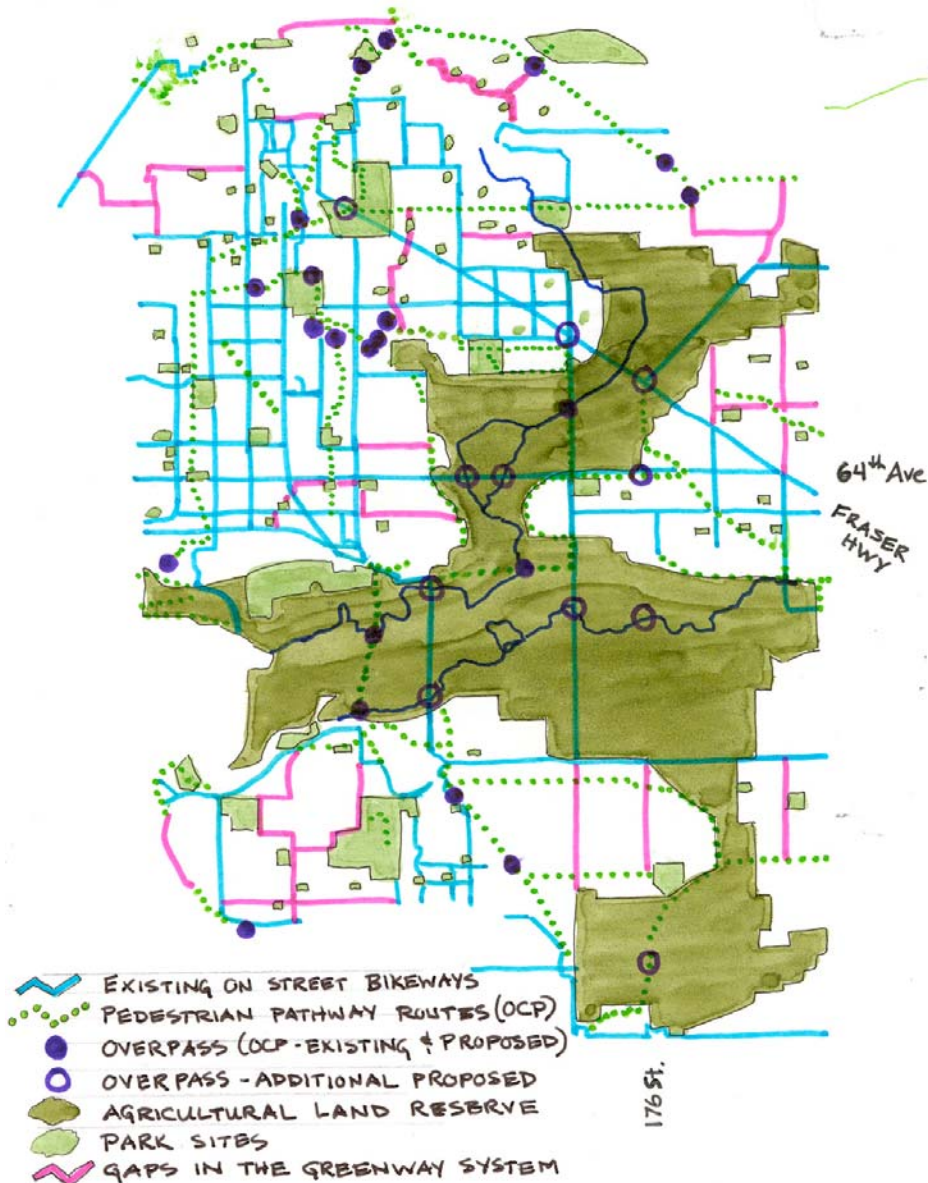 64th Ave
FRASER
HWY
EXISTING ON STREET BIKEWAYS
PEDESTRIAN PATHWAY ROUTES (OCP)
OVERPASS (OCP-EXISTING & PROPOSED)
OVERPASS - ADDITIONAL PROPOSED
AGRICULTURAL LAND RESERVE
PARK SITES
GAPS IN THE GREENWAY SYSTEM
176 St.